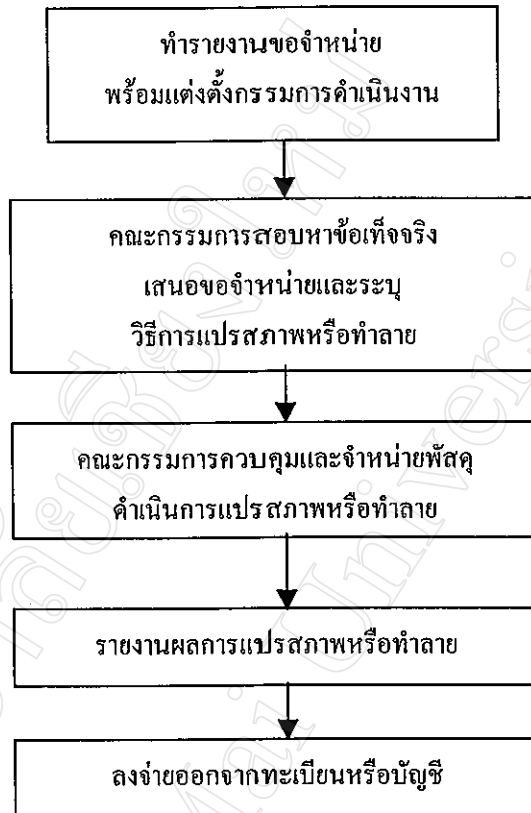 ทำรายงานขอจำหน่าย
พร้อมแต่งตั้งกรรมการดำเนินงาน
คณะกรรมการสอบหาข้อเท็จจริง
เสนอขอจำหน่ายและระบุ
วิธีการแปรสภาพหรือทำลาย
คณะกรรมการควบคุมและจำหน่ายพัสดุ
ดำเนินการแปรสภาพหรือทำลาย
รายงานผลการแปรสภาพหรือทำลาย
ลงจ่ายออกจากทะเบียนหรือบัญชี